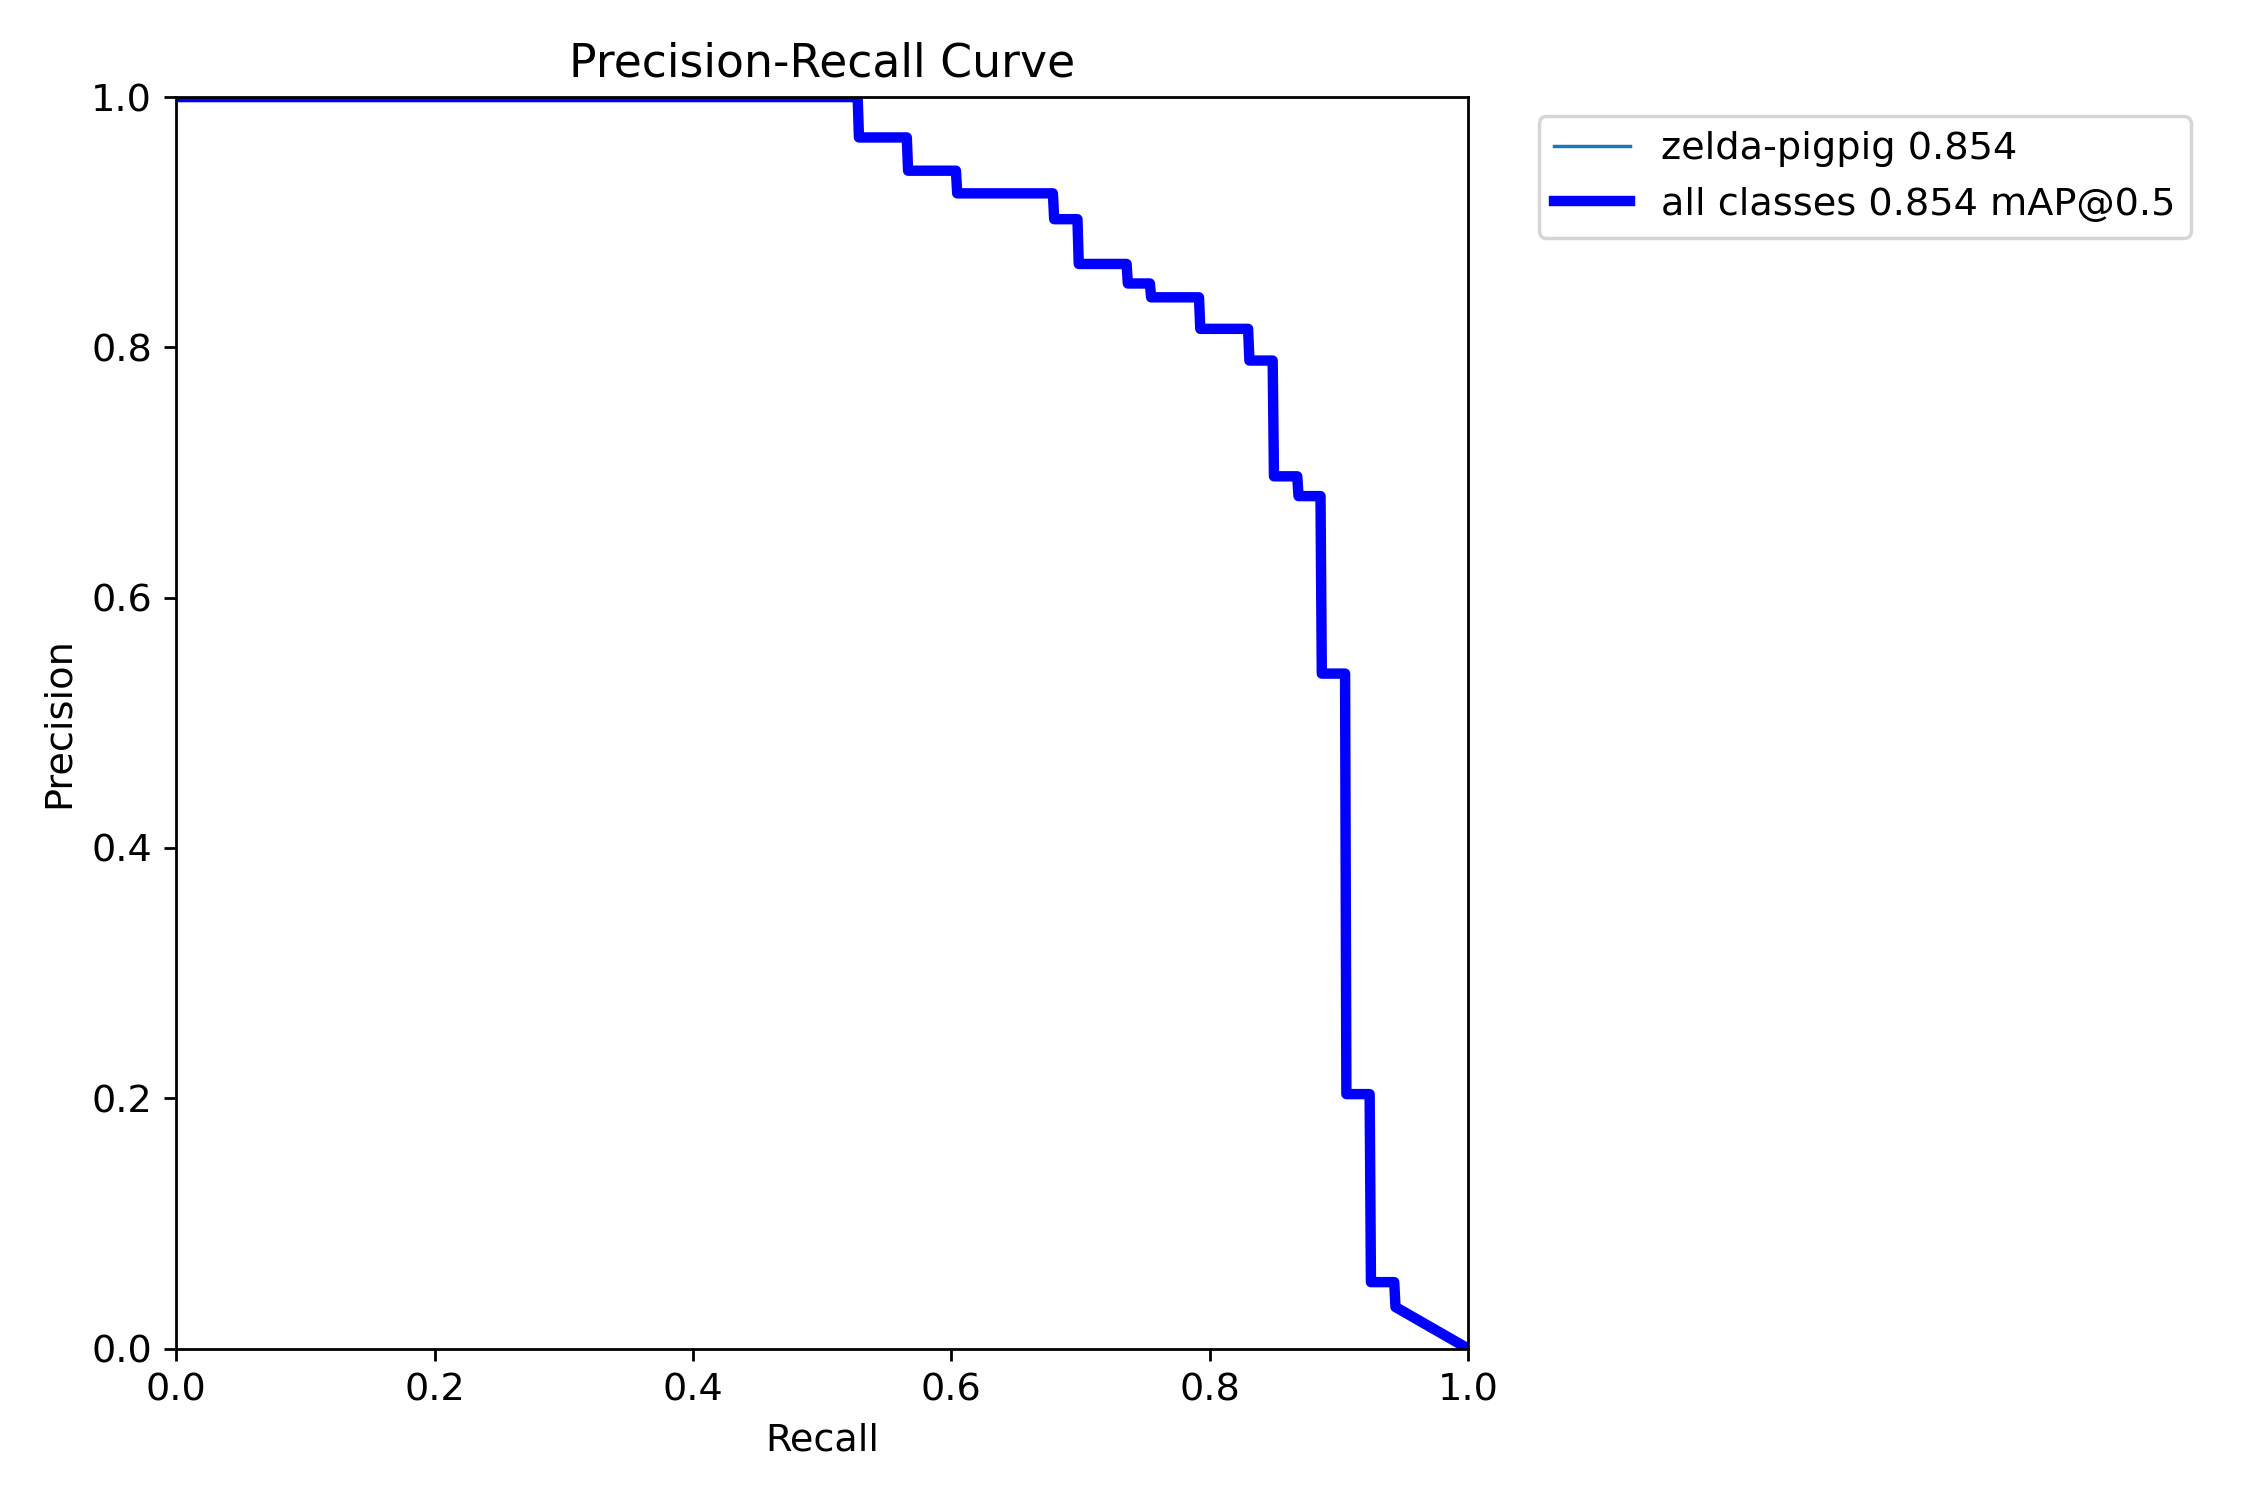 Precision-Recall Curve
1.0
0.8
0.6
0.4
0.2
0.0
Precision
0.0 0.2 0.4 0.6 0.8 1.0
Recall
zelda-pigpig 0.854
all classes 0.854 mAP@0.5